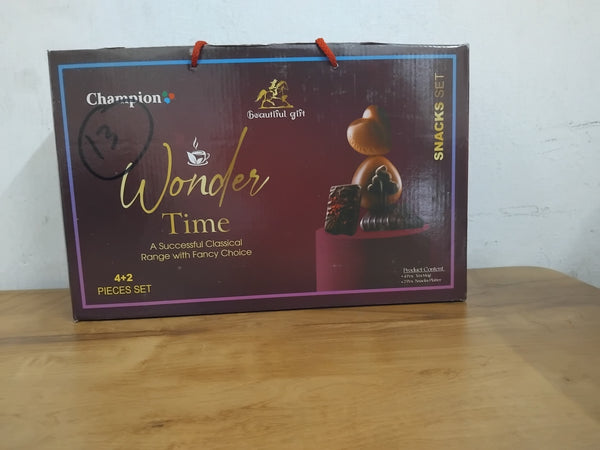 Champion
beautiful gift
SNACKS SET
13
Wonder
Time
A Successful Classical
Range with Fancy Choice
4+2
PIECES SET
Product Content